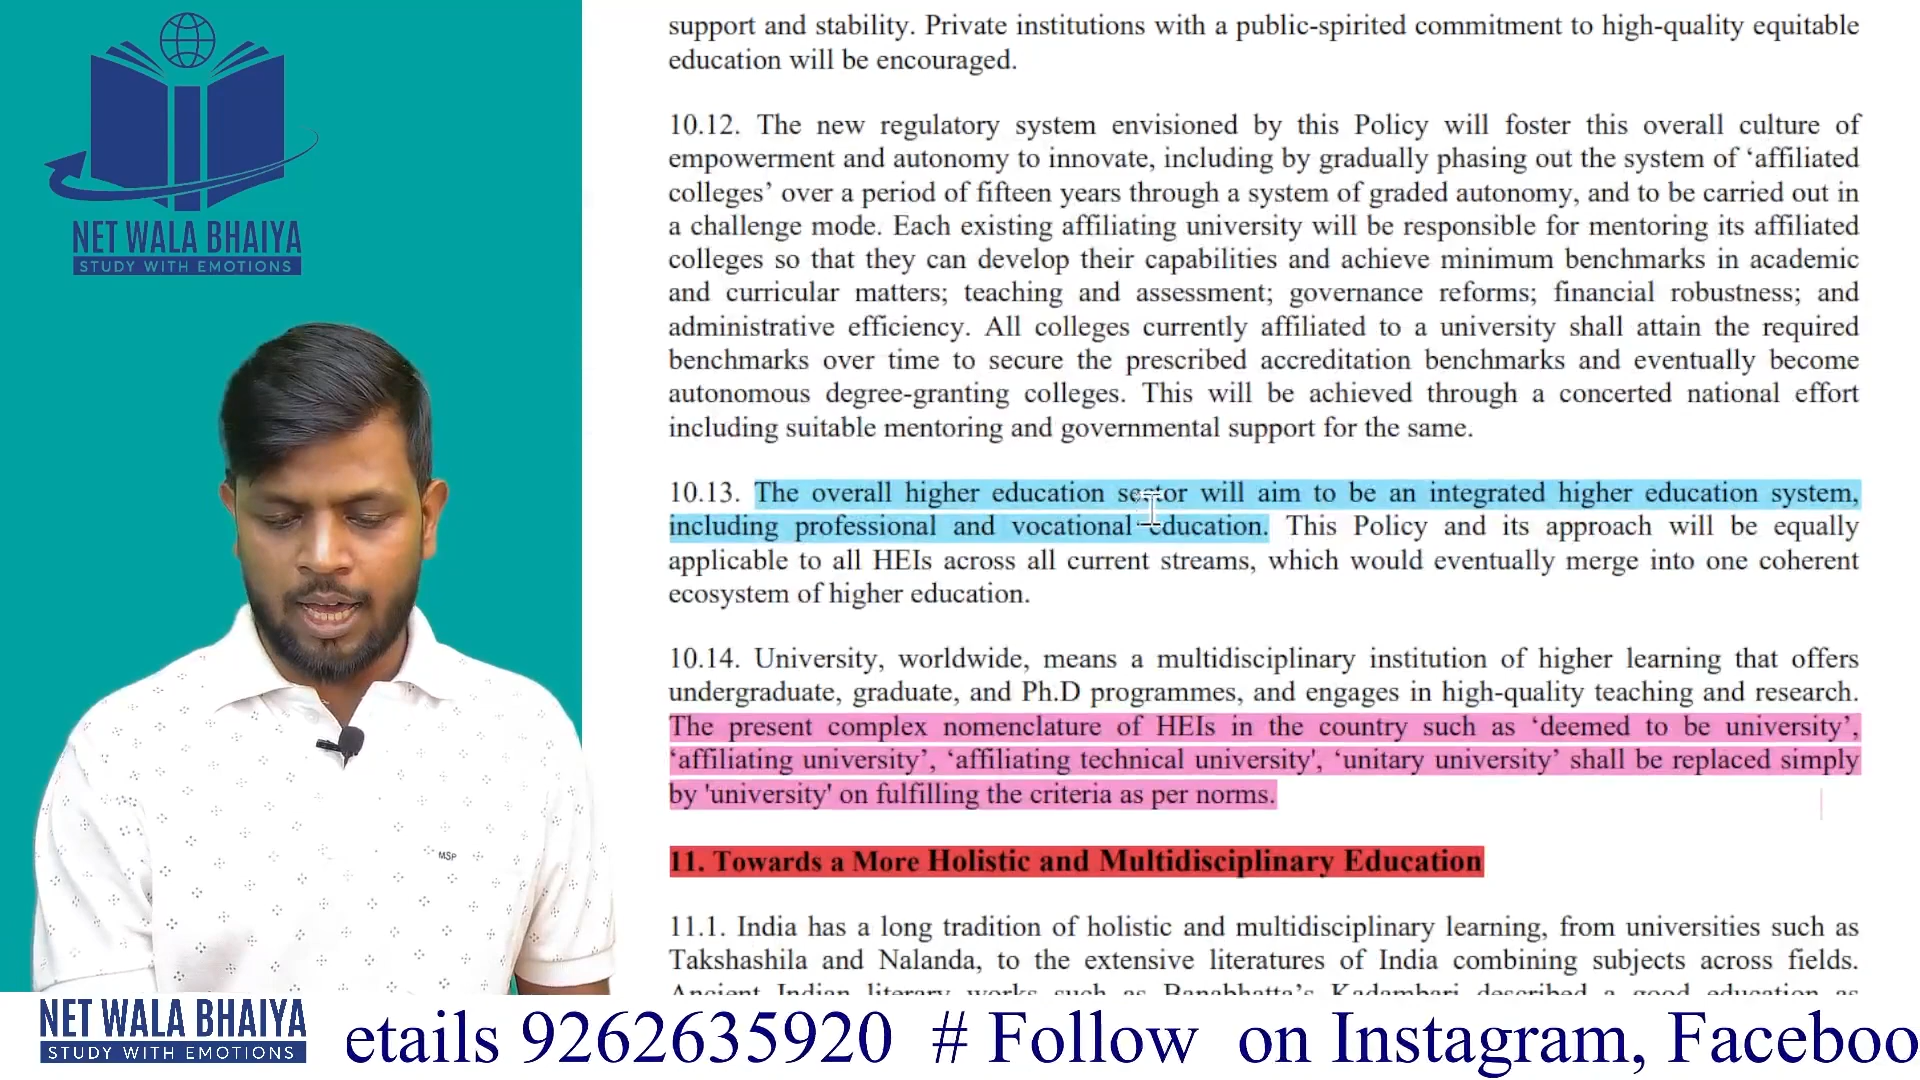 NET WALA BHAIYA
STUDY WITH EMOTIONS
support and stability. Private institutions with a public-spirited commitment to high-quality equitable
education will be encouraged.
10.12. The new regulatory system envisioned by this Policy will foster this overall culture of
empowerment and autonomy to innovate, including by gradually phasing out the system of ‘affiliated
colleges’ over a period of fifteen years through a system of graded autonomy, and to be carried out in
a challenge mode. Each existing affiliating university will be responsible for mentoring its affiliated
colleges so that they can develop their capabilities and achieve minimum benchmarks in academic
and curricular matters; teaching and assessment; governance reforms; financial robustness; and
administrative efficiency. All colleges currently affiliated to a university shall attain the required
benchmarks over time to secure the prescribed accreditation benchmarks and eventually become
autonomous degree-granting colleges. This will be achieved through a concerted national effort
including suitable mentoring and governmental support for the same.
10.13. The overall higher education sector will aim to be an integrated higher education system,
including professional and vocational education. This Policy and its approach will be equally
applicable to all HEIs across all current streams, which would eventually merge into one coherent
ecosystem of higher education.
10.14. University, worldwide, means a multidisciplinary institution of higher learning that offers
undergraduate, graduate, and Ph.D programmes, and engages in high-quality teaching and research.
The present complex nomenclature of HEIs in the country such as ‘deemed to be university’,
‘affiliating university’, ‘affiliating technical university', ‘unitary university’ shall be replaced simply
by 'university' on fulfilling the criteria as per norms.
11. Towards a More Holistic and Multidisciplinary Education
11.1. India has a long tradition of holistic and multidisciplinary learning, from universities such as
Takshashila and Nalanda, to the extensive literatures of India combining subjects across fields.
Ancient Indian literary works such as Banabhatta’s Kadambari described a good education as
MSP
NET WALA BHAIYA
STUDY WITH EMOTIONS
etails 9262635920 # Follow on Instagram, Faceboo